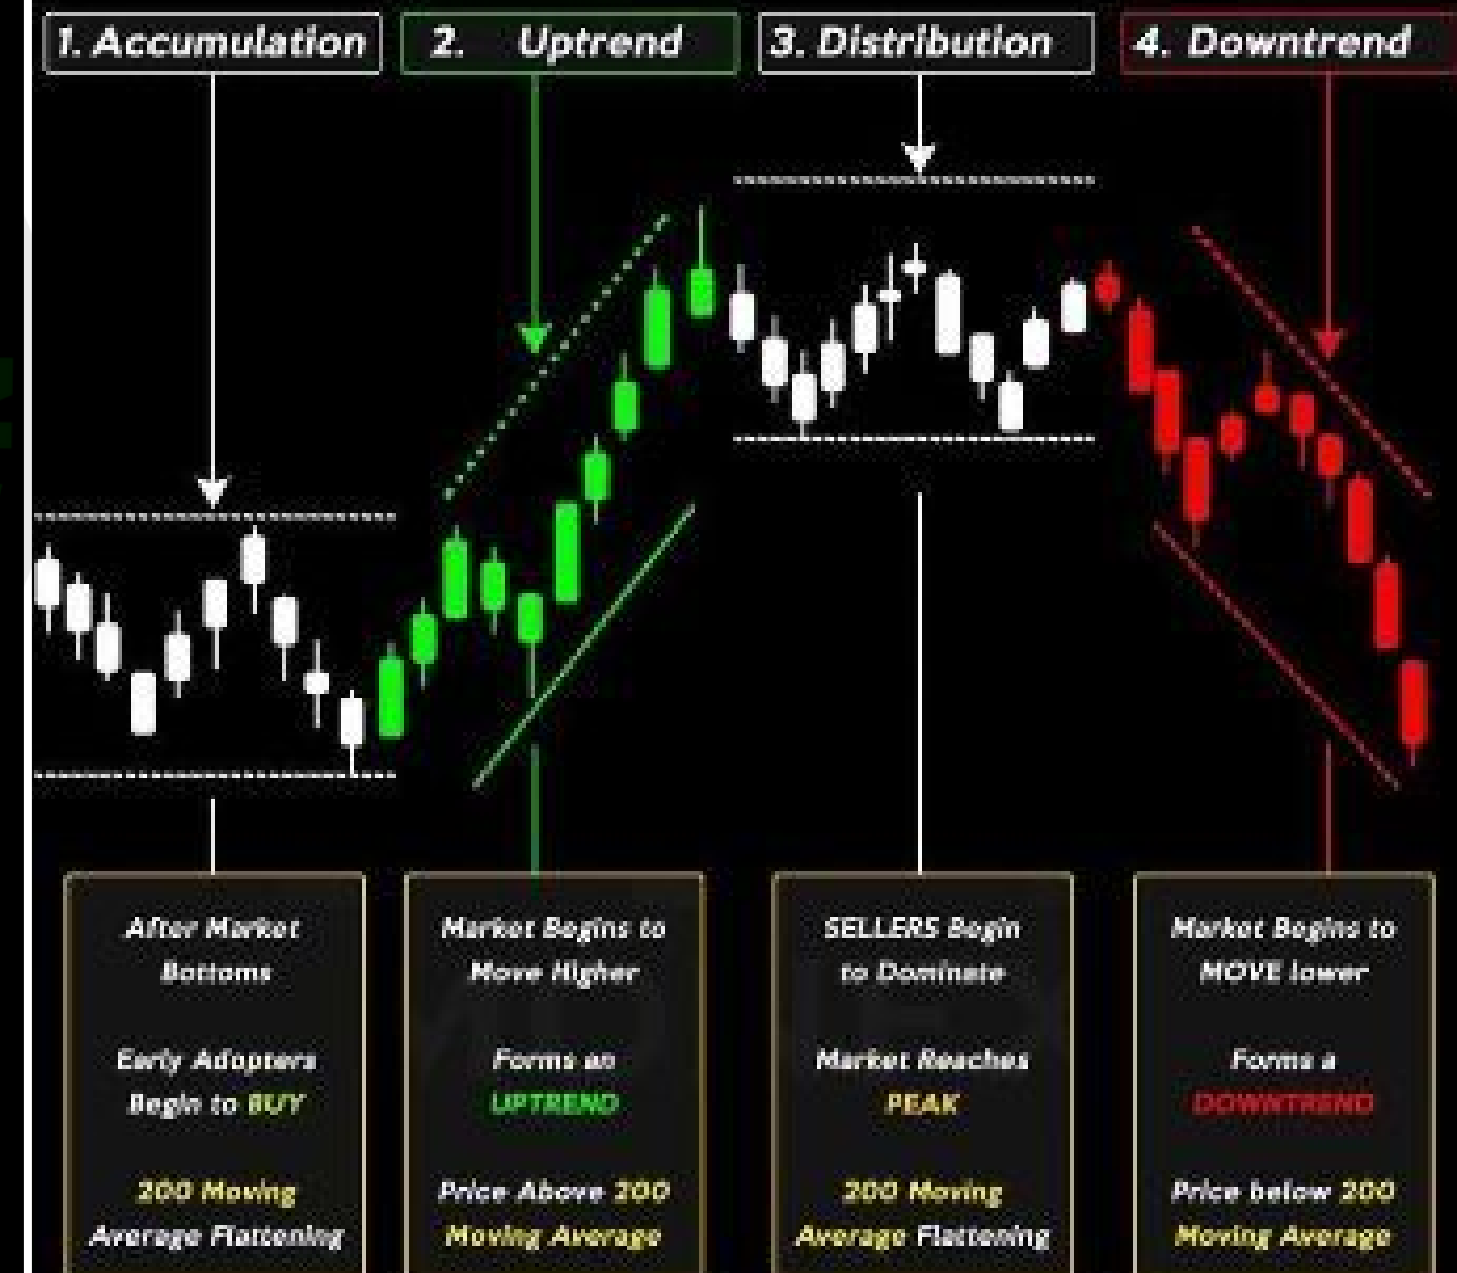 1. Accumulation
2. Uptrend
3. Distribution
4. Downtrend
After Market
Bottoms
Early Adopters
Begin to BUY
200 Moving
Average Flattening
Market Begins to
Move Higher
Forms an
UPTREND
Price Above 200
Moving Average
SELLERS Begin
to Dominate
Market Reaches
PEAK
200 Moving
Average Flattening
Market Begins to
MOVE lower
Forms a
DOWNTREND
Price below 200
Moving Average